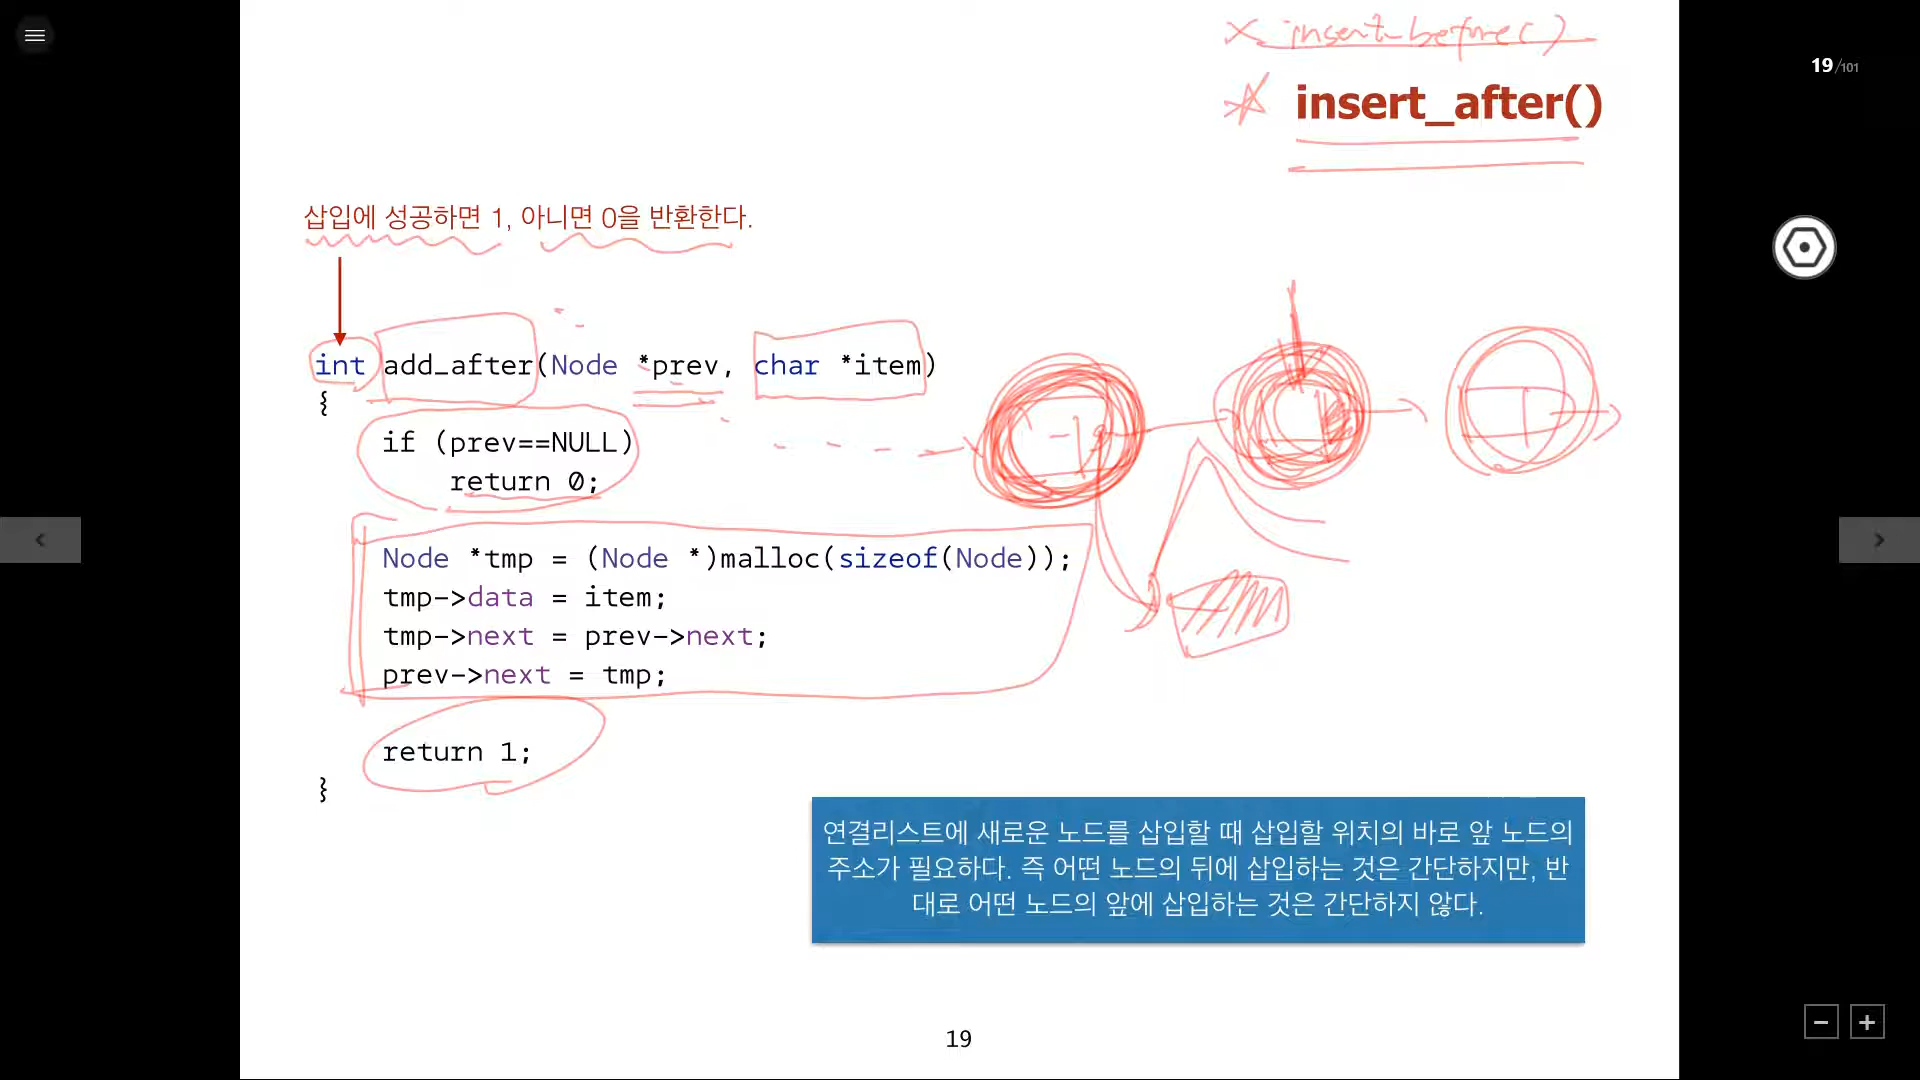 × insert_before()
19/101
insert_after()
삽입에 성공하면 1, 아니면 0을 반환한다.
int add_after(Node *prev, char *item)
{
if (prev==NULL)
return 0;
Node *tmp = (Node *)malloc(sizeof(Node));
tmp->data = item;
tmp->next = prev->next;
prev->next = tmp;
return 1;
}
연결리스트에 새로운 노드를 삽입할 때 삽입할 위치의 바로 앞 노드의
주소가 필요하다. 즉 어떤 노드의 뒤에 삽입하는 것은 간단하지만, 반
대로 어떤 노드의 앞에 삽입하는 것은 간단하지 않다.
19